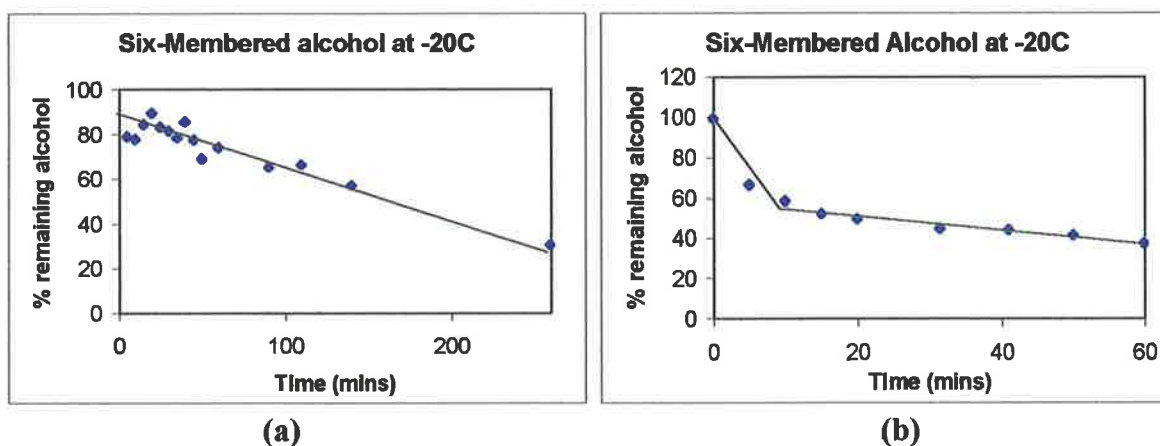 Six-Membered alcohol at -20C
% remaining alcohol
100
80
60
40
20
0
0 100 200
Time (mins)
(a)
Six-Membered Alcohol at -20C
% remaining alcohol
120
100
80
60
40
20
0
0 20 40 60
Time (mins)
(b)